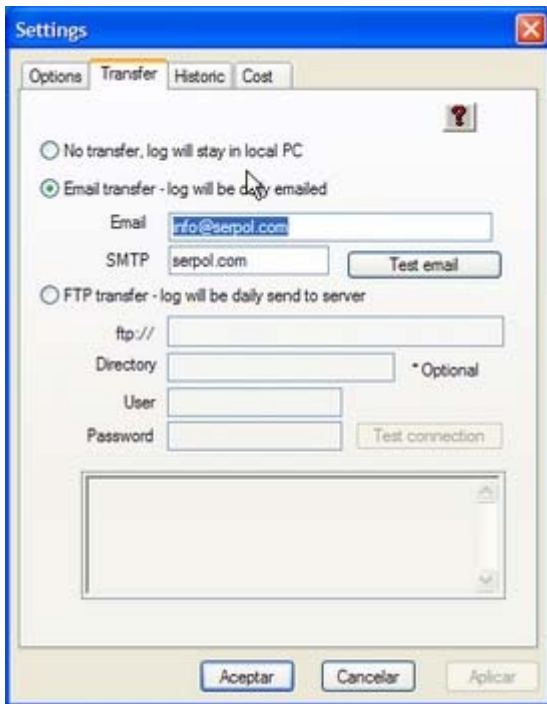 Settings
Options Transfer Historic Cost
?
No transfer, log will stay in local PC
Email transfer - log will be daily emailed
Email info@serpol.com
SMTP serpol.com Test email
FTP transfer - log will be daily send to server
ftp://
Directory * Optional
User
Password Test connection
Aceptar Cancelar Aplicar